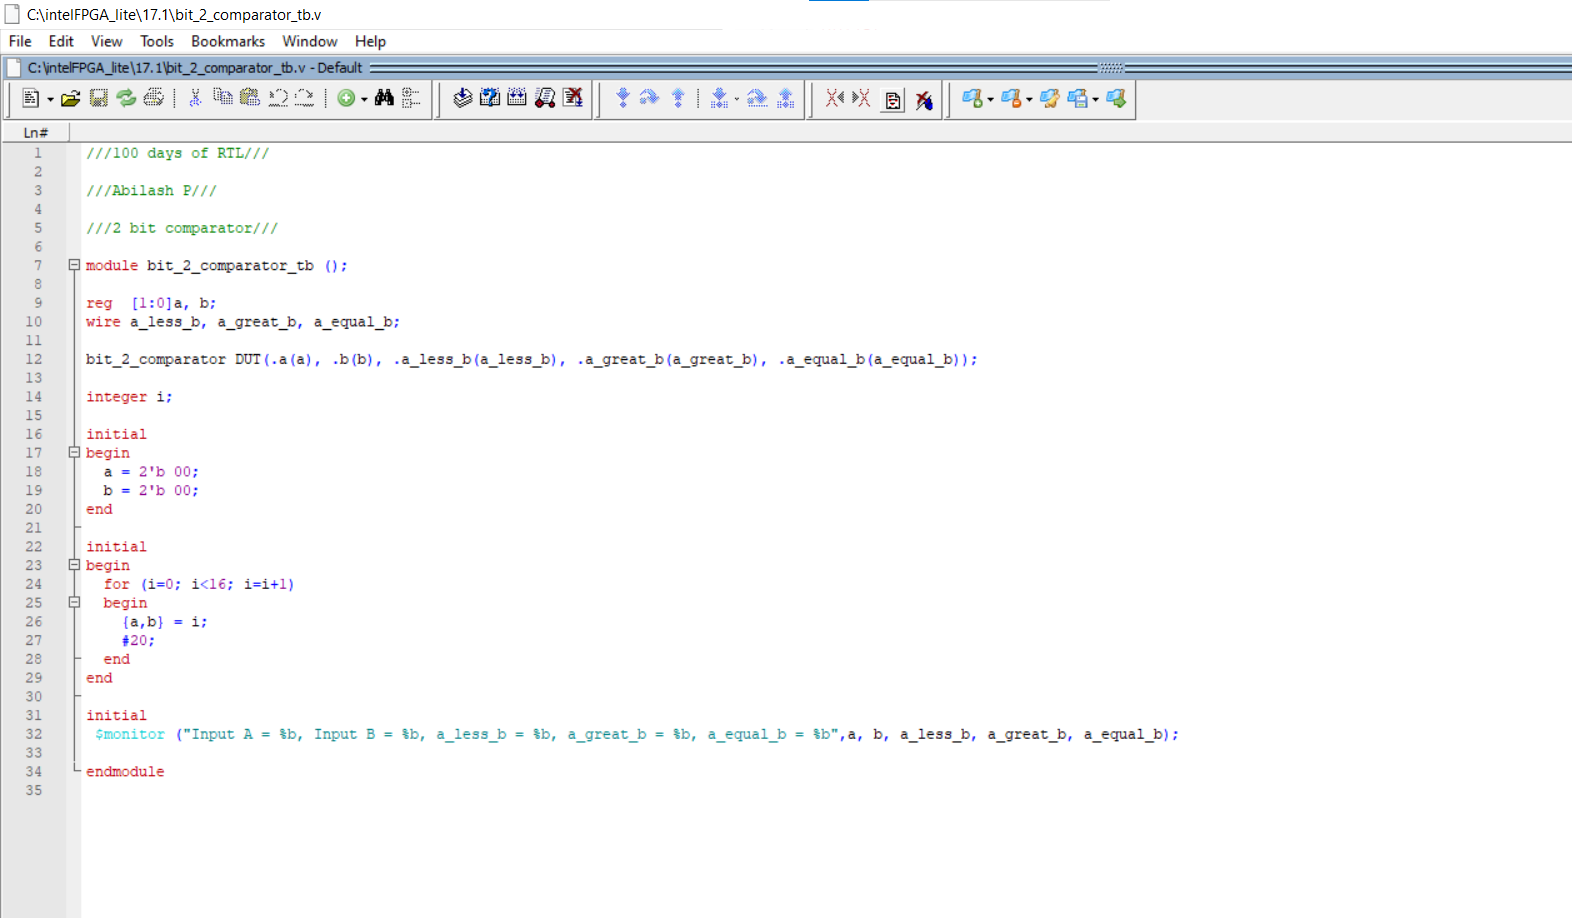 C:\intelFPGA_lite\17.1\bit_2_comparator_tb.v
File Edit View Tools Bookmarks Window Help
C:\intelFPGA_lite\17.1\bit_2_comparator_tb.v - Default
Ln#
1 ///100 days of RTL///
2
3 ///Abilash P///
4
5 ///2 bit comparator///
6
7 module bit_2_comparator_tb ();
8
9 reg  [1:0]a, b;
10 wire a_less_b, a_great_b, a_equal_b;
11
12 bit_2_comparator DUT(.a(a), .b(b), .a_less_b(a_less_b), .a_great_b(a_great_b), .a_equal_b(a_equal_b));
13
14 integer i;
15
16 initial
17 begin
18   a = 2'b 00;
19   b = 2'b 00;
20 end
21
22 initial
23 begin
24   for (i=0; i<16; i=i+1)
25   begin
26     {a,b} = i;
27     #20;
28   end
29 end
30
31 initial
32  $monitor ("Input A = %b, Input B = %b, a_less_b = %b, a_great_b = %b, a_equal_b = %b",a, b, a_less_b, a_great_b, a_equal_b);
33
34 endmodule
35